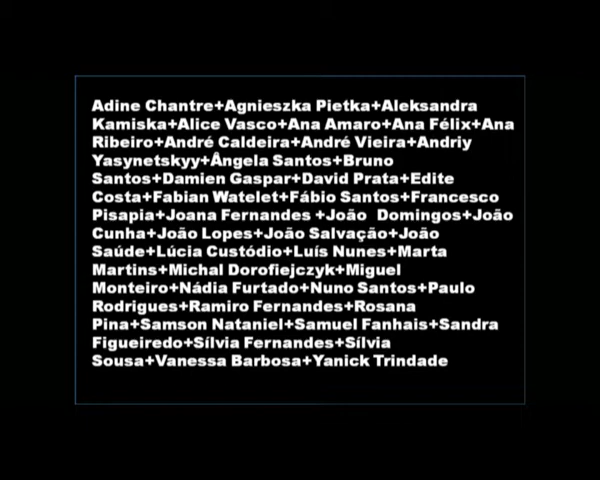 Adine Chantre+Agnieszka Pietka+Aleksandra
Kamiska+Alice Vasco+Ana Amaro+Ana Félix+Ana
Ribeiro+André Caldeira+André Vieira+Andriy
Yasynetskyy+Ângela Santos+Bruno
Santos+Damien Gaspar+David Prata+Edite
Costa+Fabian Watelet+Fábio Santos+Francesco
Pisapia+Joana Fernandes +João  Domingos+João
Cunha+João Lopes+João Salvação+João
Saúde+Lúcia Custódio+Luís Nunes+Marta
Martins+Michal Dorofiejczyk+Miguel
Monteiro+Nádia Furtado+Nuno Santos+Paulo
Rodrigues+Ramiro Fernandes+Rosana
Pina+Samson Nataniel+Samuel Fanhais+Sandra
Figueiredo+Sílvia Fernandes+Sílvia
Sousa+Vanessa Barbosa+Yanick Trindade